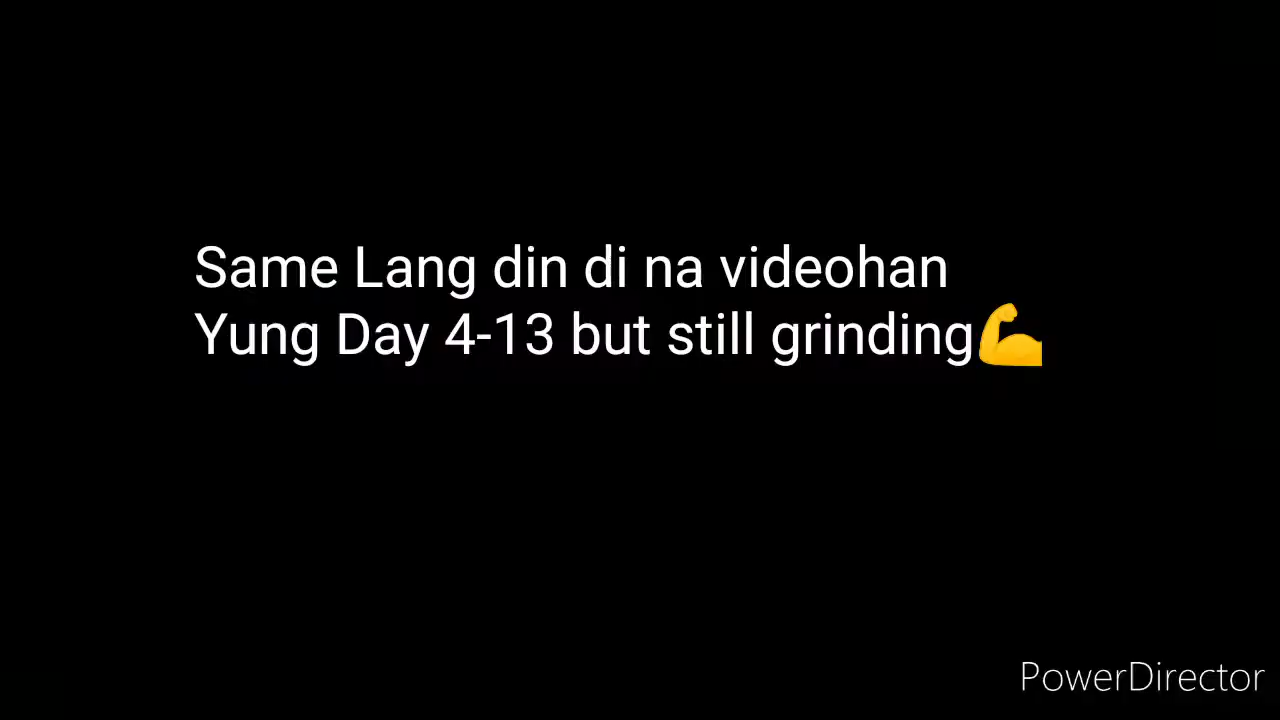 Same Lang din di na videohan
Yung Day 4-13 but still grinding💪
PowerDirector